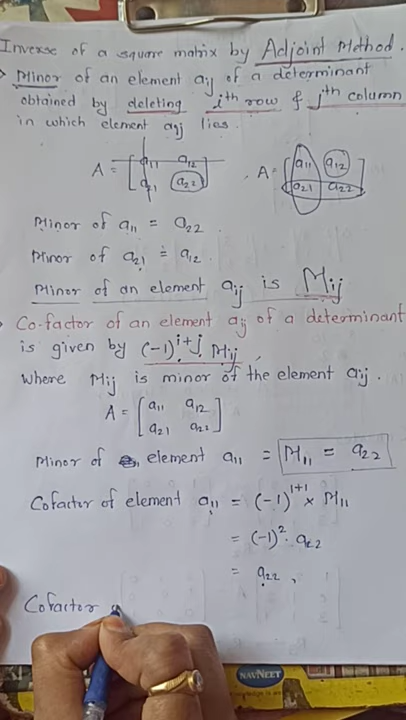 Inverse of a square matrix by Adjoint Method.
Minor of an element aij of a determinant
obtained by deleting ith row & jth column
in which element aij lies.
A = [a11 a12 , A = [a11 a12
a21 a22] a21 a22]
Minor of a11 = a22
Minor of a21 = a12.
Minor of an element aij is Mij
Co-factor of an element aij of a determinant
is given by (-1)^i+j. Mij,
where Mij is minor of the element aij.
A = [a11 a12
a21 a22]
Minor of element a11 = M11 = a22
Cofactor of element a11 = (-1)^1+1 × M11
= (-1)^2. a22
= a22,
Cofactor
NAVNEET